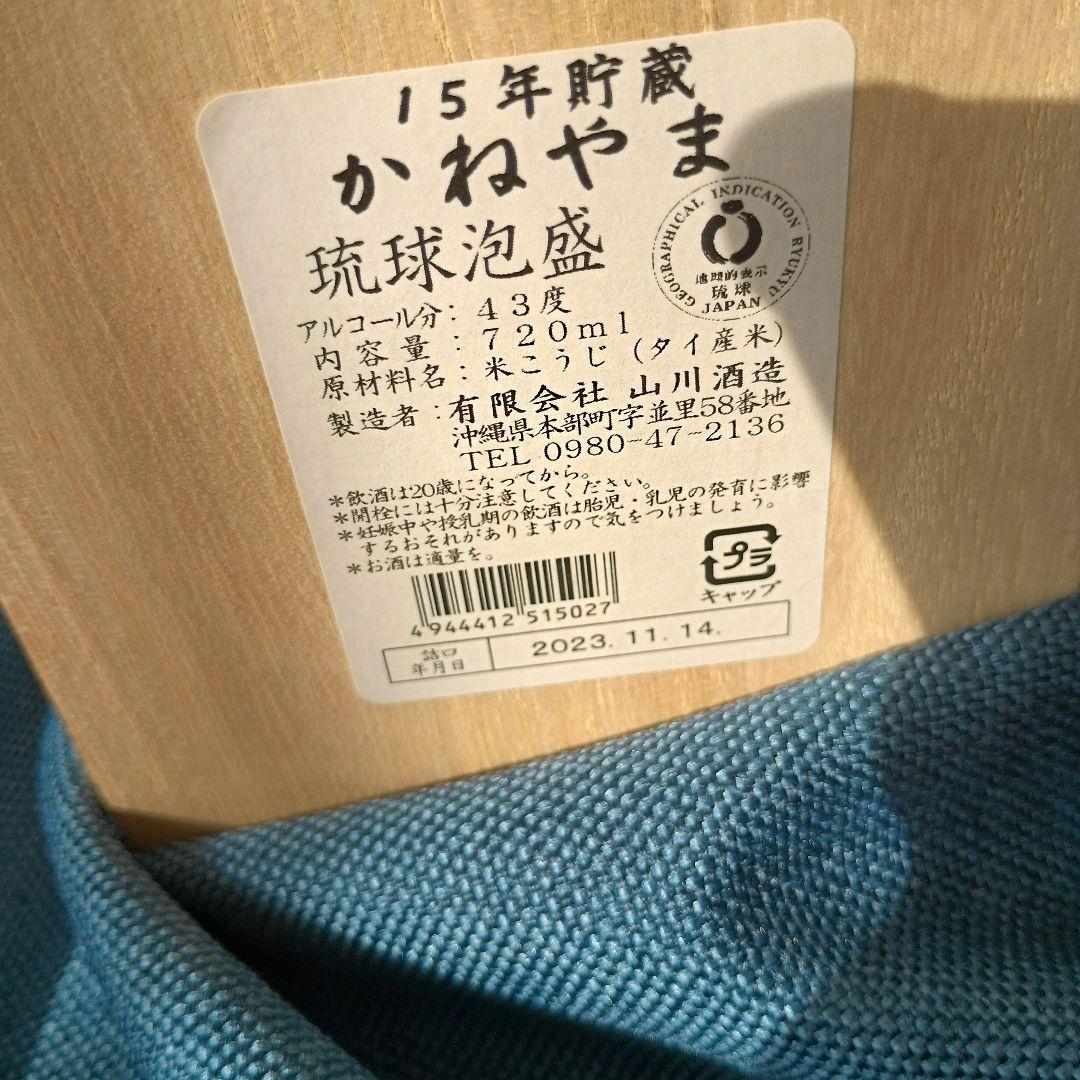 15年貯蔵
かねやま
琉球泡盛
GEOGRAPHICAL INDICATION RYUKYU
地理的表示
琉球
JAPAN
アルコール分：43度
内容量：720ml
原材料名：米こうじ（タイ産米）
製造者：有限会社 山川酒造
沖縄県本部町字並里58番地
TEL 0980-47-2136
＊飲酒は20歳になってから。
＊開栓には十分注意してください。
＊妊娠中や授乳期の飲酒は胎児・乳児の発育に影響
するおそれがありますので気をつけましょう。
＊お酒は適量を。
プラ
キャップ
4944412 515027
詰口
年月日
2023.11.14.